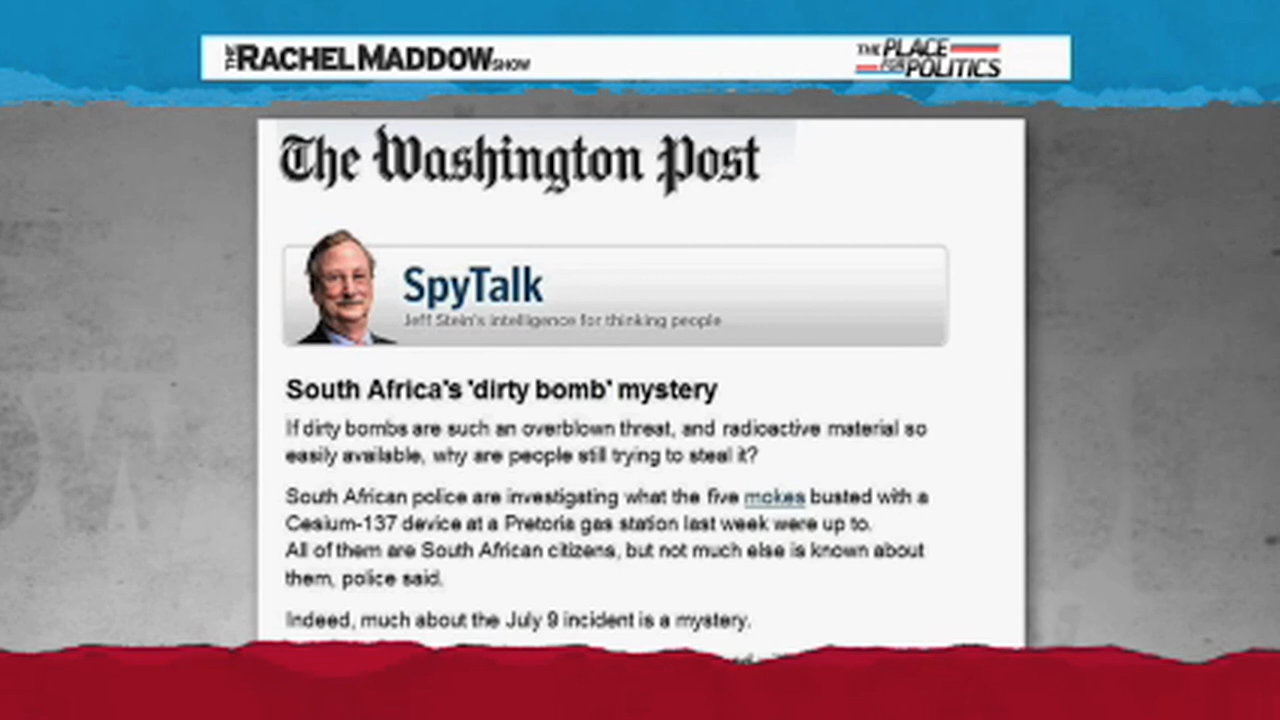 THE RACHEL MADDOW SHOW
THE PLACE
FOR POLITICS
The Washington Post
SpyTalk
Jeff Stein's intelligence for thinking people
South Africa's 'dirty bomb' mystery
If dirty bombs are such an overblown threat, and radioactive material so
easily available, why are people still trying to steal it?
South African police are investigating what the five mokes busted with a
Cesium-137 device at a Pretoria gas station last week were up to.
All of them are South African citizens, but not much else is known about
them, police said.
Indeed, much about the July 9 incident is a mystery.